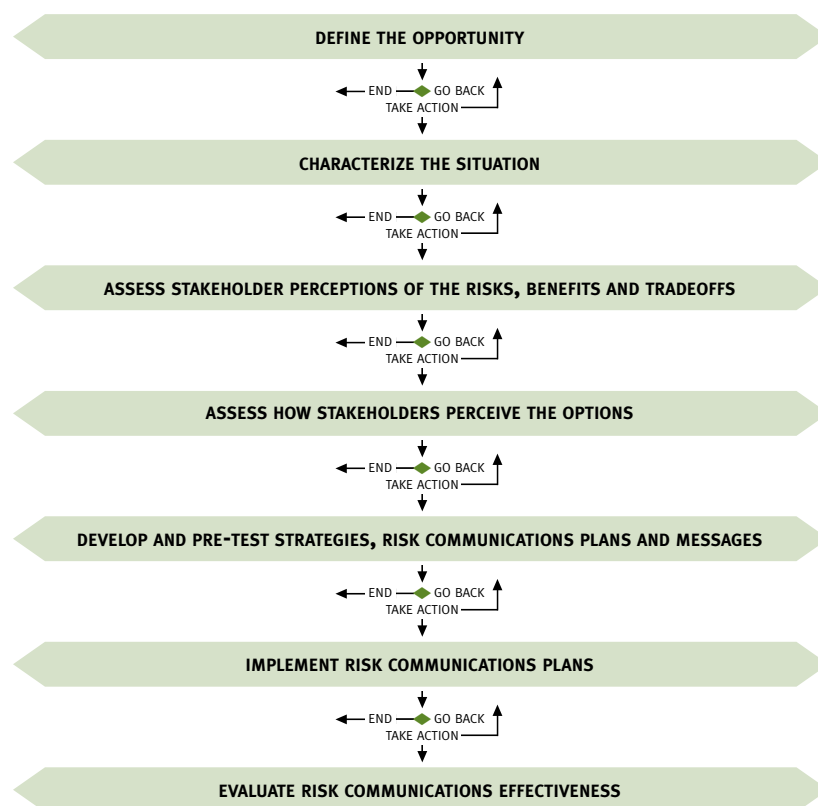 DEFINE THE OPPORTUNITY
END GO BACK
TAKE ACTION
CHARACTERIZE THE SITUATION
END GO BACK
TAKE ACTION
ASSESS STAKEHOLDER PERCEPTIONS OF THE RISKS, BENEFITS AND TRADEOFFS
END GO BACK
TAKE ACTION
ASSESS HOW STAKEHOLDERS PERCEIVE THE OPTIONS
END GO BACK
TAKE ACTION
DEVELOP AND PRE-TEST STRATEGIES, RISK COMMUNICATIONS PLANS AND MESSAGES
END GO BACK
TAKE ACTION
IMPLEMENT RISK COMMUNICATIONS PLANS
END GO BACK
TAKE ACTION
EVALUATE RISK COMMUNICATIONS EFFECTIVENESS